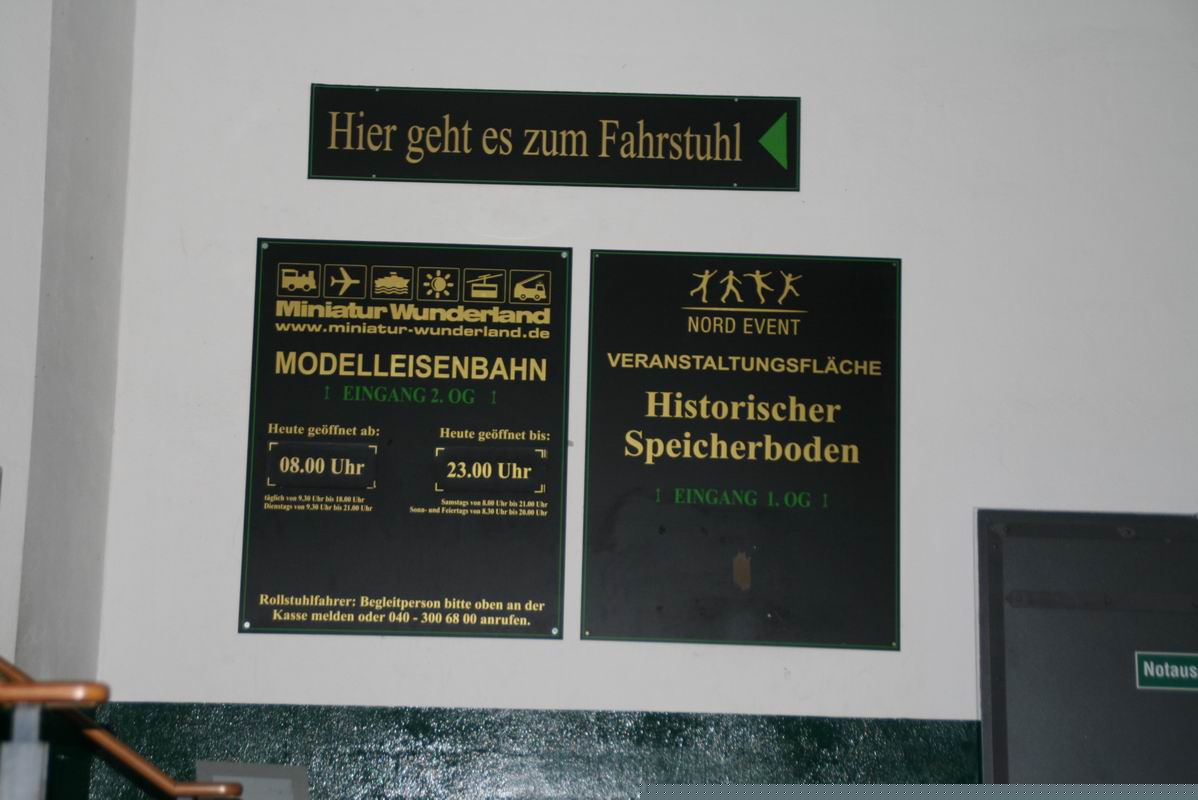 Hier geht es zum Fahrstuhl
Miniatur Wunderland
www.miniatur-wunderland.de
MODELLEISENBAHN
↑ EINGANG 2. OG ↑
Heute geöffnet ab:
08.00 Uhr
täglich von 9.30 Uhr bis 18.00 Uhr
Dienstags von 9.30 Uhr bis 21.00 Uhr
Heute geöffnet bis:
23.00 Uhr
Samstags von 8.00 Uhr bis 21.00 Uhr
Sonn- und Feiertags von 8.30 Uhr bis 20.00 Uhr
Rollstuhlfahrer: Begleitperson bitte oben an der
Kasse melden oder 040 - 300 68 00 anrufen.
NORD EVENT
VERANSTALTUNGSFLÄCHE
Historischer
Speicherboden
↑ EINGANG 1. OG ↑
Notaus